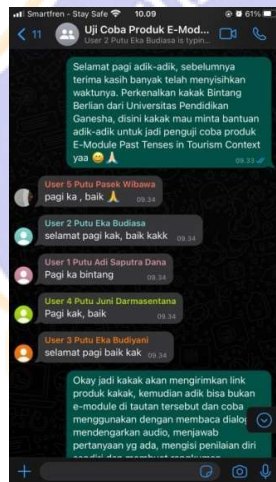 Smartfren - Stay Safe 10.09 61%
11 Uji Coba Produk E-Mod...
User 2 Putu Eka Budiasa is typin...
Selamat pagi adik-adik, sebelumnya
terima kasih banyak telah menyisihkan
waktunya. Perkenalkan kakak Bintang
Berlian dari Universitas Pendidikan
Ganesha, disini kakak mau minta bantuan
adik-adik untuk jadi penguji coba produk
E-Module Past Tenses in Tourism Context
yaa 😄🙏
09.33
User 5 Putu Pasek Wibawa
pagi ka , baik 🙏 09.34
User 2 Putu Eka Budiasa
selamat pagi kak, baik kakk 09.34
User 1 Putu Adi Saputra Dana
Pagi ka bintang 09.34
User 4 Putu Juni Darmasentana
Pagi kak, baik 09.34
User 3 Putu Eka Budiyani
selamat pagi baik kak 09.34
Okay jadi kakak akan mengirimkan link
produk kakak, kemudian adik bisa bukan
e-module di tautan tersebut dan coba
menggunakan dengan membaca dialog
mendengarkan audio, menjawab
pertanyaan yg ada, mengisi penilaian diri
sendiri dan membuat rangkuman